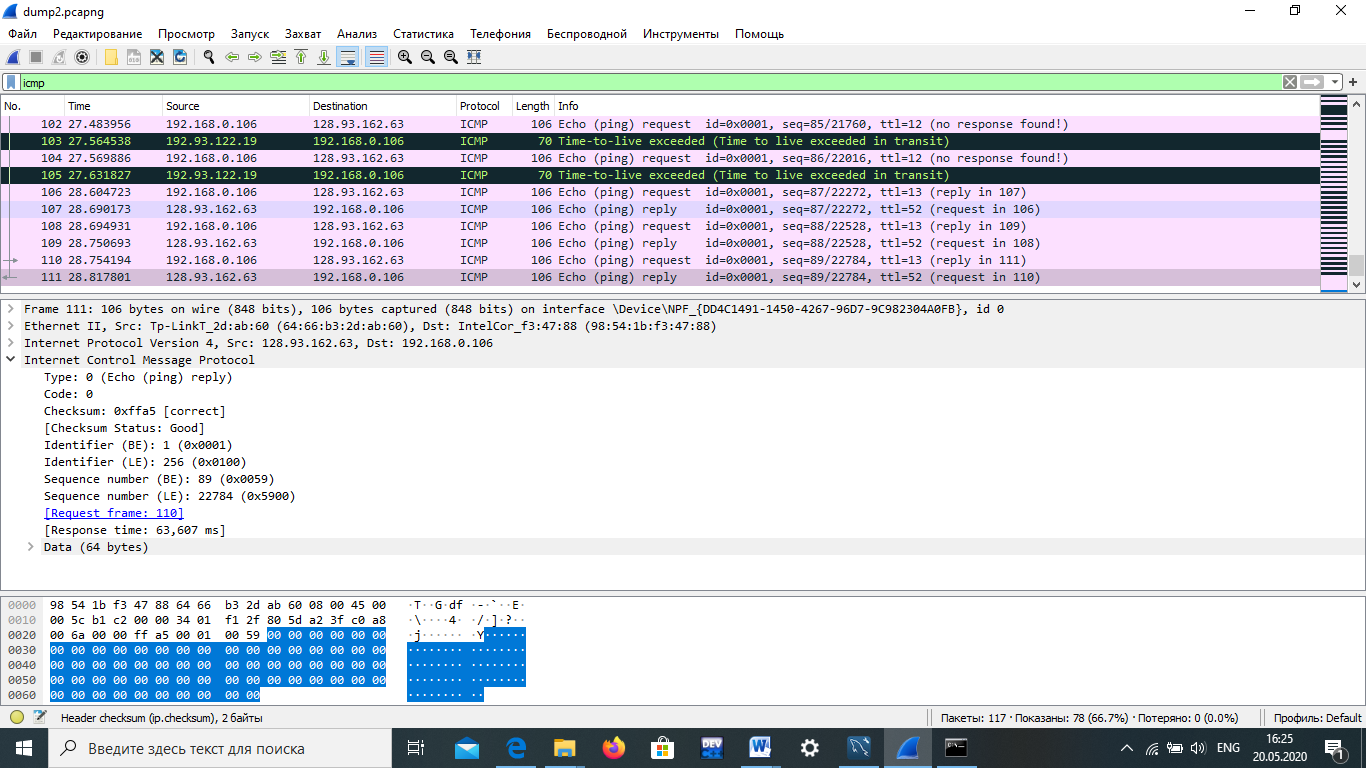 dump2.pcapng
Файл Редактирование Просмотр Запуск Захват Анализ Статистика Телефония Беспроводной Инструменты Помощь
icmp
No. Time Source Destination Protocol Length Info
102 27.483956 192.168.0.106 128.93.162.63 ICMP 106 Echo (ping) request id=0x0001, seq=85/21760, ttl=12 (no response found!)
103 27.564538 192.93.122.19 192.168.0.106 ICMP 70 Time-to-live exceeded (Time to live exceeded in transit)
104 27.569886 192.168.0.106 128.93.162.63 ICMP 106 Echo (ping) request id=0x0001, seq=86/22016, ttl=12 (no response found!)
105 27.631827 192.93.122.19 192.168.0.106 ICMP 70 Time-to-live exceeded (Time to live exceeded in transit)
106 28.604723 192.168.0.106 128.93.162.63 ICMP 106 Echo (ping) request id=0x0001, seq=87/22272, ttl=13 (reply in 107)
107 28.690173 128.93.162.63 192.168.0.106 ICMP 106 Echo (ping) reply id=0x0001, seq=87/22272, ttl=52 (request in 106)
108 28.694931 192.168.0.106 128.93.162.63 ICMP 106 Echo (ping) request id=0x0001, seq=88/22528, ttl=13 (reply in 109)
109 28.750693 128.93.162.63 192.168.0.106 ICMP 106 Echo (ping) reply id=0x0001, seq=88/22528, ttl=52 (request in 108)
110 28.754194 192.168.0.106 128.93.162.63 ICMP 106 Echo (ping) request id=0x0001, seq=89/22784, ttl=13 (reply in 111)
111 28.817801 128.93.162.63 192.168.0.106 ICMP 106 Echo (ping) reply id=0x0001, seq=89/22784, ttl=52 (request in 110)
Frame 111: 106 bytes on wire (848 bits), 106 bytes captured (848 bits) on interface \Device\NPF_{DD4C1491-1450-4267-96D7-9C982304A0FB}, id 0
Ethernet II, Src: Tp-LinkT_2d:ab:60 (64:66:b3:2d:ab:60), Dst: IntelCor_f3:47:88 (98:54:1b:f3:47:88)
Internet Protocol Version 4, Src: 128.93.162.63, Dst: 192.168.0.106
Internet Control Message Protocol
Type: 0 (Echo (ping) reply)
Code: 0
Checksum: 0xffa5 [correct]
[Checksum Status: Good]
Identifier (BE): 1 (0x0001)
Identifier (LE): 256 (0x0100)
Sequence number (BE): 89 (0x0059)
Sequence number (LE): 22784 (0x5900)
[Request frame: 110]
[Response time: 63,607 ms]
Data (64 bytes)
0000 98 54 1b f3 47 88 64 66 b3 2d ab 60 08 00 45 00 ·T··G·df ·-·`··E·
0010 00 5c b1 c2 00 00 34 01 f1 2f 80 5d a2 3f c0 a8 ·\····4· ·/·]·?··
0020 00 6a 00 00 ff a5 00 01 00 59 00 00 00 00 00 00 ·j······ ·Y······
0030 00 00 00 00 00 00 00 00 00 00 00 00 00 00 00 00 ········ ········
0040 00 00 00 00 00 00 00 00 00 00 00 00 00 00 00 00 ········ ········
0050 00 00 00 00 00 00 00 00 00 00 00 00 00 00 00 00 ········ ········
0060 00 00 00 00 00 00 00 00 00 00 ········ ··
Header checksum (ip.checksum), 2 байты Пакеты: 117 · Показаны: 78 (66.7%) · Потеряно: 0 (0.0%) Профиль: Default
Введите здесь текст для поиска DEV W ENG 16:25
20.05.2020 1